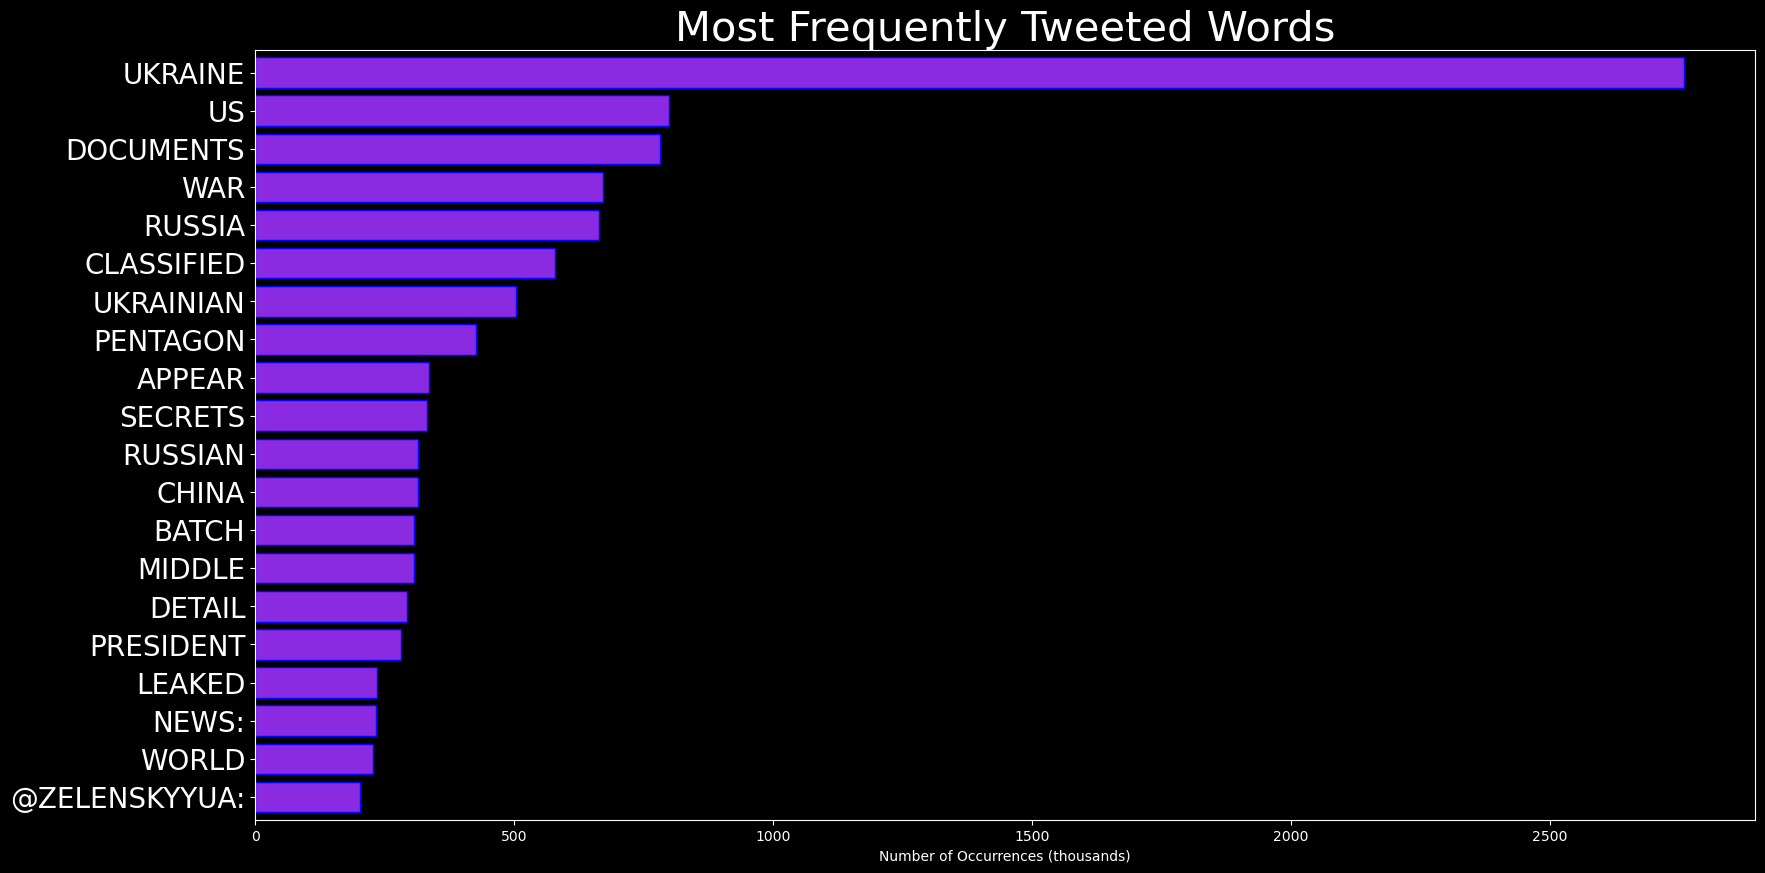 Most Frequently Tweeted Words
UKRAINE
US
DOCUMENTS
WAR
RUSSIA
CLASSIFIED
UKRAINIAN
PENTAGON
APPEAR
SECRETS
RUSSIAN
CHINA
BATCH
MIDDLE
DETAIL
PRESIDENT
LEAKED
NEWS:
WORLD
@ZELENSKYYUA:
0 500 1000 1500 2000 2500
Number of Occurrences (thousands)